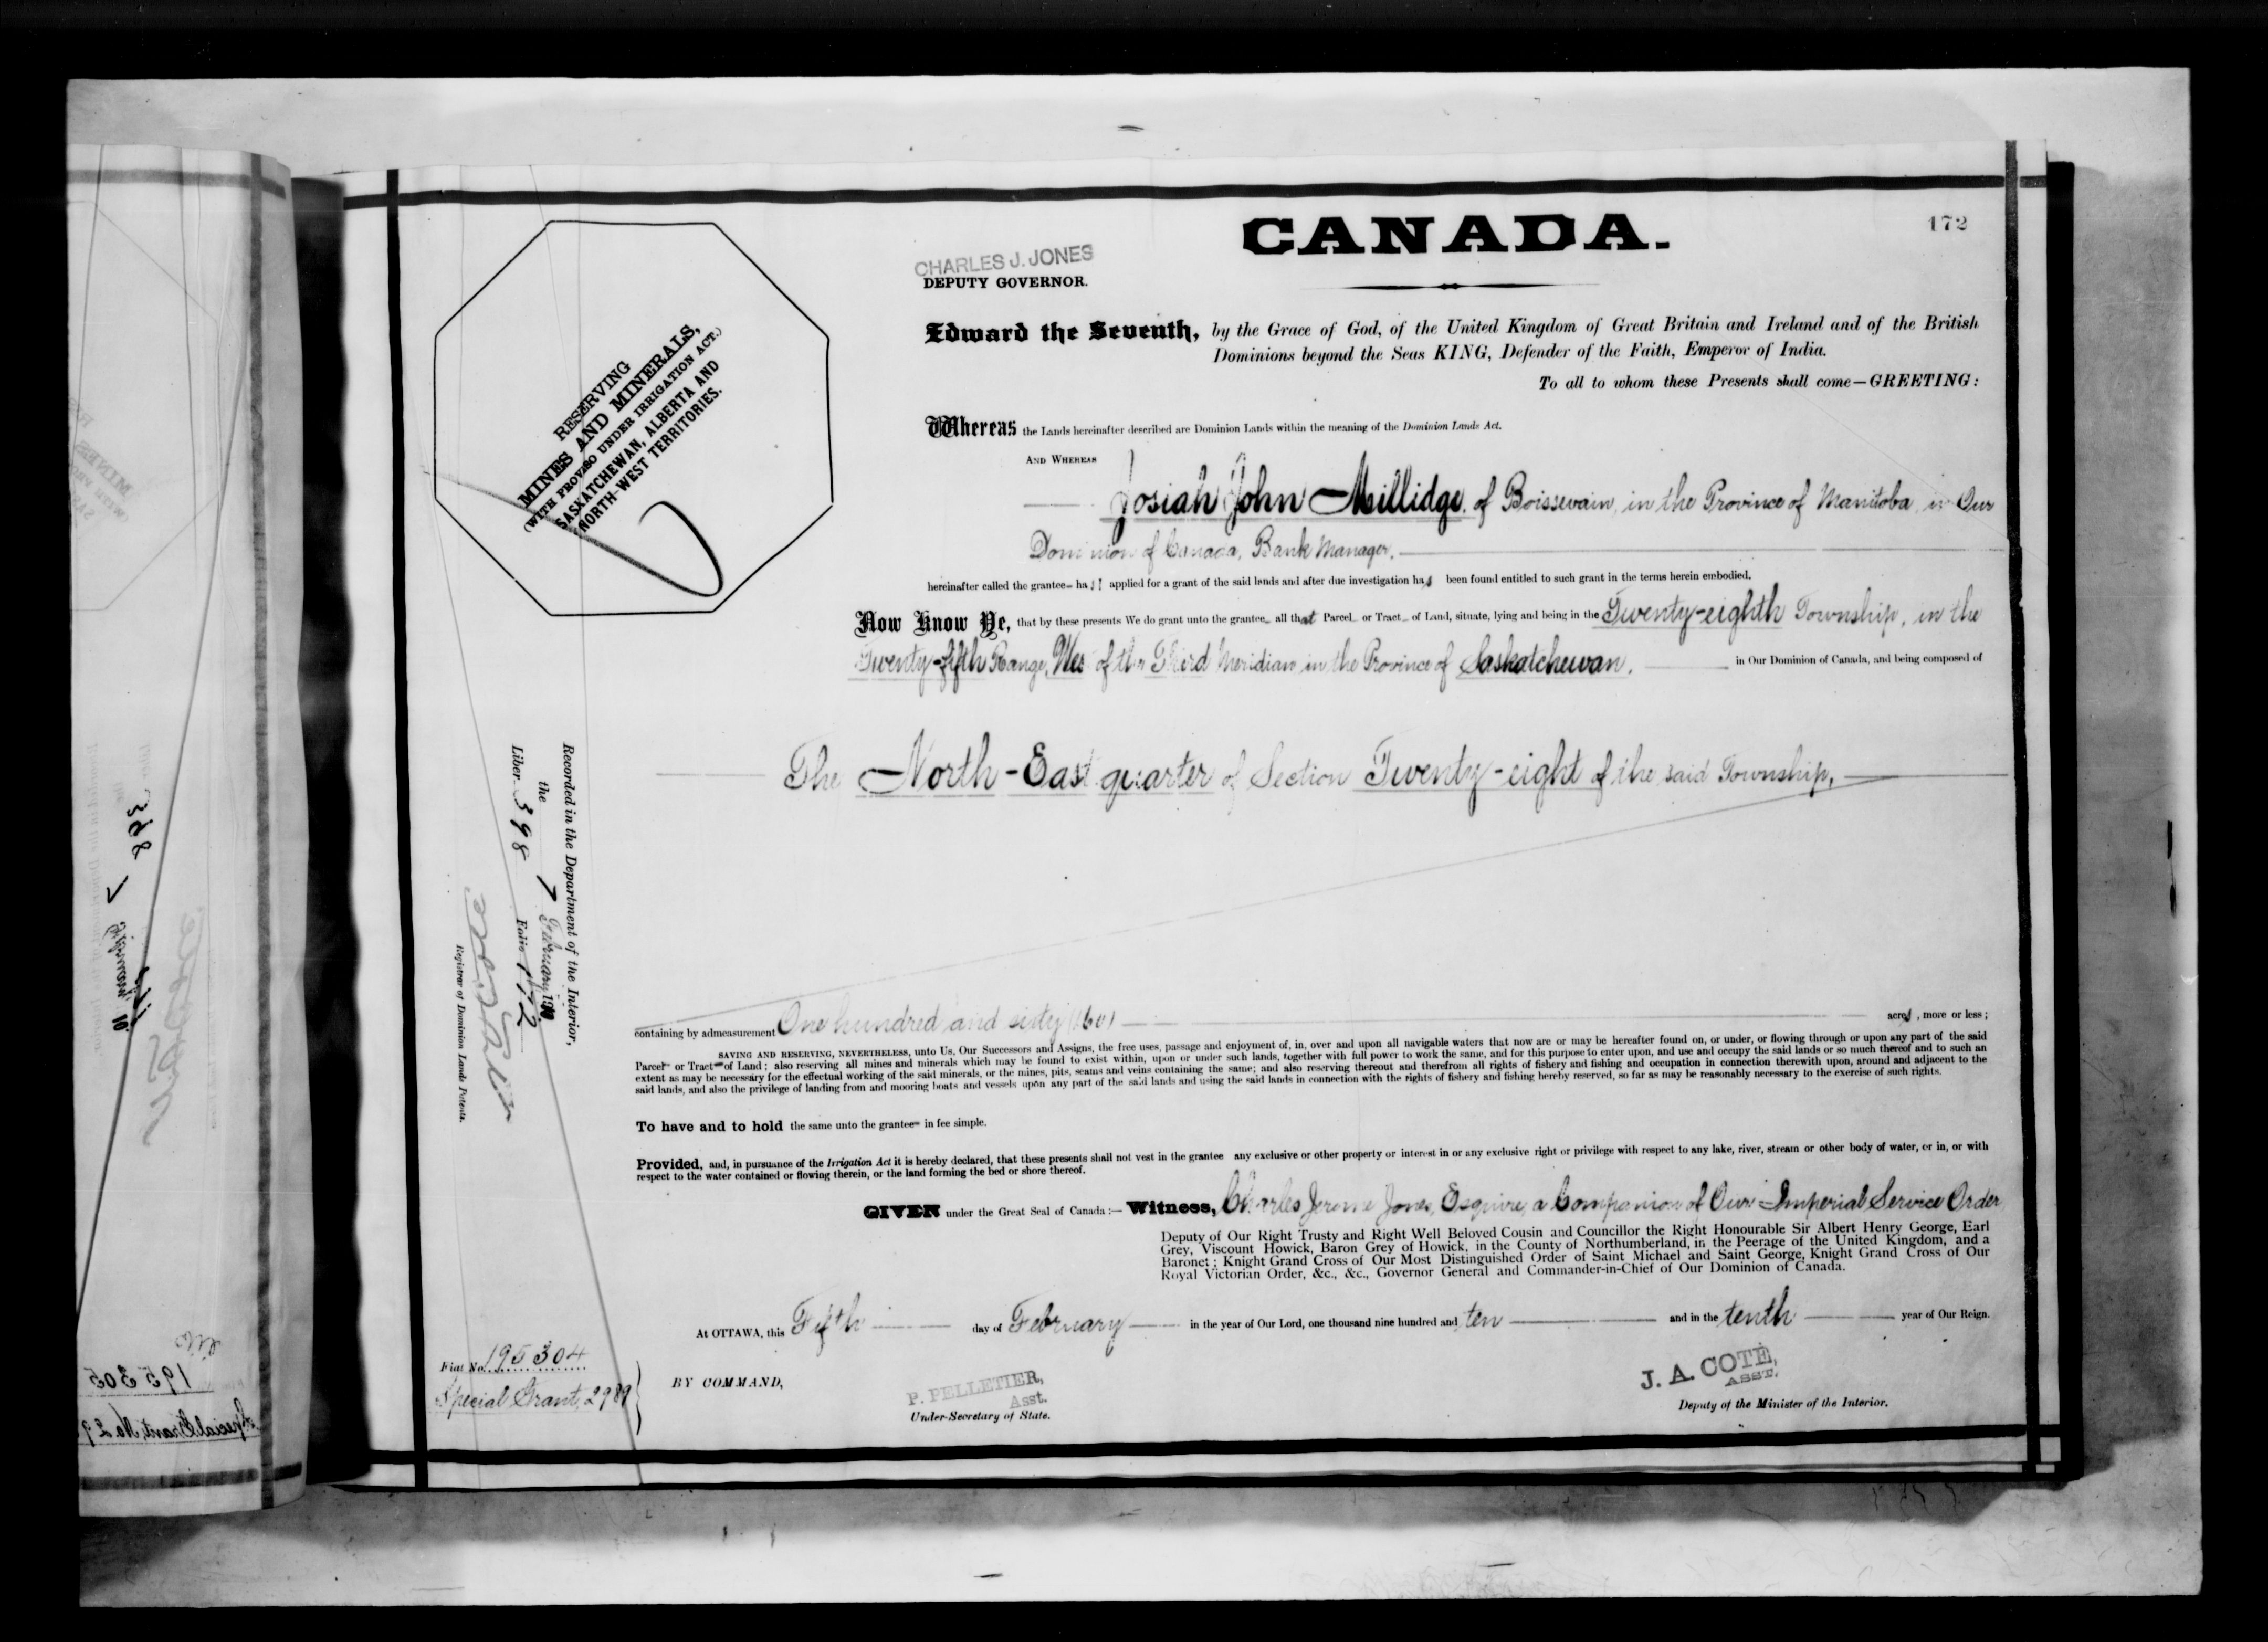 172
CANADA.
CHARLES J. JONES
DEPUTY GOVERNOR.
Edward the Seventh, by the Grace of God, of the United Kingdom of Great Britain and Ireland and of the British
Dominions beyond the Seas KING, Defender of the Faith, Emperor of India.
To all to whom these Presents shall come—GREETING:
RESERVING
MINES AND MINERALS,
(WITH PROVISO UNDER IRRIGATION ACT.)
SASKATCHEWAN, ALBERTA AND
NORTH-WEST TERRITORIES.
Whereas the Lands hereinafter described are Dominion Lands within the meaning of the Dominion Lands Act.
AND WHEREAS
Josiah John Millidge, of Boissevain, in the Province of Manitoba, in Our
Dominion of Canada, Bank Manager,
hereinafter called the grantee has applied for a grant of the said lands and after due investigation has been found entitled to such grant in the terms herein embodied.
Now Know Ye, that by these presents We do grant unto the grantee all that Parcel or Tract of Land, situate, lying and being in the Twenty-eighth Township, in the
Twenty-fifth Range, West of the Third Meridian in the Province of Saskatchewan, in Our Dominion of Canada, and being composed of
The North-East quarter of Section Twenty-eight of the said Township,
containing by admeasurement One hundred and sixty (160) acres, more or less;
SAVING AND RESERVING, NEVERTHELESS, unto Us, Our Successors and Assigns, the free uses, passage and enjoyment of, in, over and upon all navigable waters that now are or may be hereafter found on, or under, or flowing through or upon any part of the said
Parcel or Tract of Land; also reserving all mines and minerals which may be found to exist within, upon or under such lands, together with full power to work the same, and for this purpose to enter upon, and use and occupy the said lands or so much thereof and to such an
extent as may be necessary for the effectual working of the said minerals, or the mines, pits, seams and veins containing the same; and also reserving thereout and therefrom all rights of fishery and fishing and occupation in connection therewith upon, around and adjacent to the
said lands, and also the privilege of landing from and mooring boats and vessels upon any part of the said lands and using the said lands in connection with the rights of fishery and fishing hereby reserved, so far as may be reasonably necessary to the exercise of such rights.
To have and to hold the same unto the grantee in fee simple.
Provided, and, in pursuance of the Irrigation Act it is hereby declared, that these presents shall not vest in the grantee any exclusive or other property or interest in or any exclusive right or privilege with respect to any lake, river, stream or other body of water, or in, or with
respect to the water contained or flowing therein, or the land forming the bed or shore thereof.
GIVEN under the Great Seal of Canada:— Witness, Charles Jerome Jones, Esquire, a Companion of Our Imperial Service Order
Deputy of Our Right Trusty and Right Well Beloved Cousin and Councillor the Right Honourable Sir Albert Henry George, Earl
Grey, Viscount Howick, Baron Grey of Howick, in the County of Northumberland, in the Peerage of the United Kingdom, and a
Baronet; Knight Grand Cross of Our Most Distinguished Order of Saint Michael and Saint George, Knight Grand Cross of Our
Royal Victorian Order, &c., &c., Governor General and Commander-in-Chief of Our Dominion of Canada.
At OTTAWA, this Fifth day of February in the year of Our Lord, one thousand nine hundred and ten and in the tenth year of Our Reign.
BY COMMAND,
P. PELLETIER,
Asst.
Under-Secretary of State.
J. A. COTÉ,
ASST.
Deputy of the Minister of the Interior.
Fiat No. 195304
Special Grant, 2989
Recorded in the Department of the Interior,
the 7 February 1910
Liber 398 Folio 172
Registrar of Dominion Lands Patents.